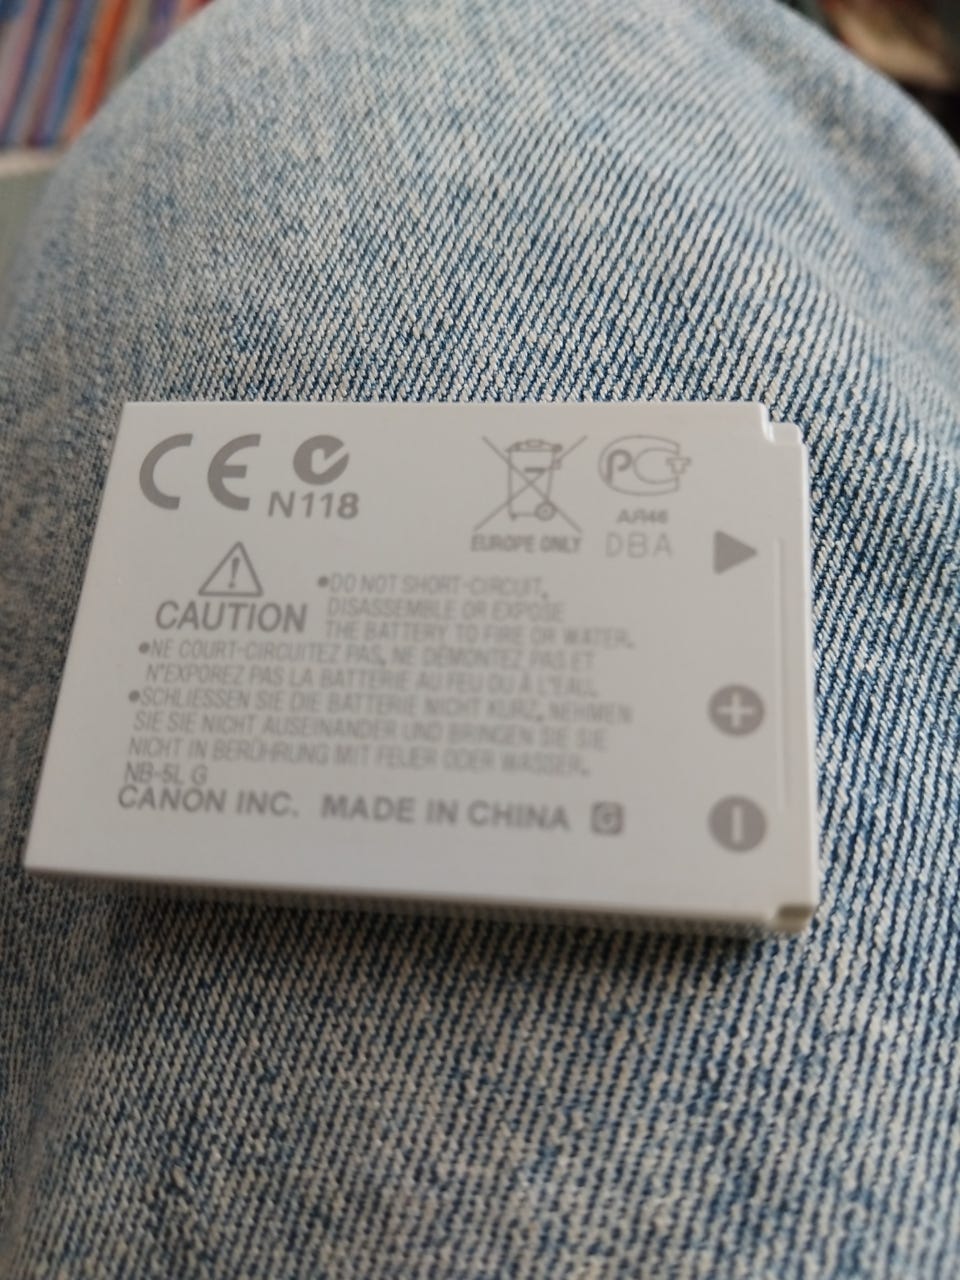 CE
N118
EUROPE ONLY
PCT
АЯ46
DBA
CAUTION
•DO NOT SHORT-CIRCUIT,
DISASSEMBLE OR EXPOSE
THE BATTERY TO FIRE OR WATER.
•NE COURT-CIRCUITEZ PAS, NE DÉMONTEZ PAS ET
N'EXPOREZ PAS LA BATTERIE AU FEU OU À L'EAU.
•SCHLIESSEN SIE DIE BATTERIE NICHT KURZ, NEHMEN
SIE SIE NICHT AUSEINANDER UND BRINGEN SIE SIE
NICHT IN BERÜHRUNG MIT FEUER ODER WASSER.
NB-5L G
CANON INC. MADE IN CHINA G